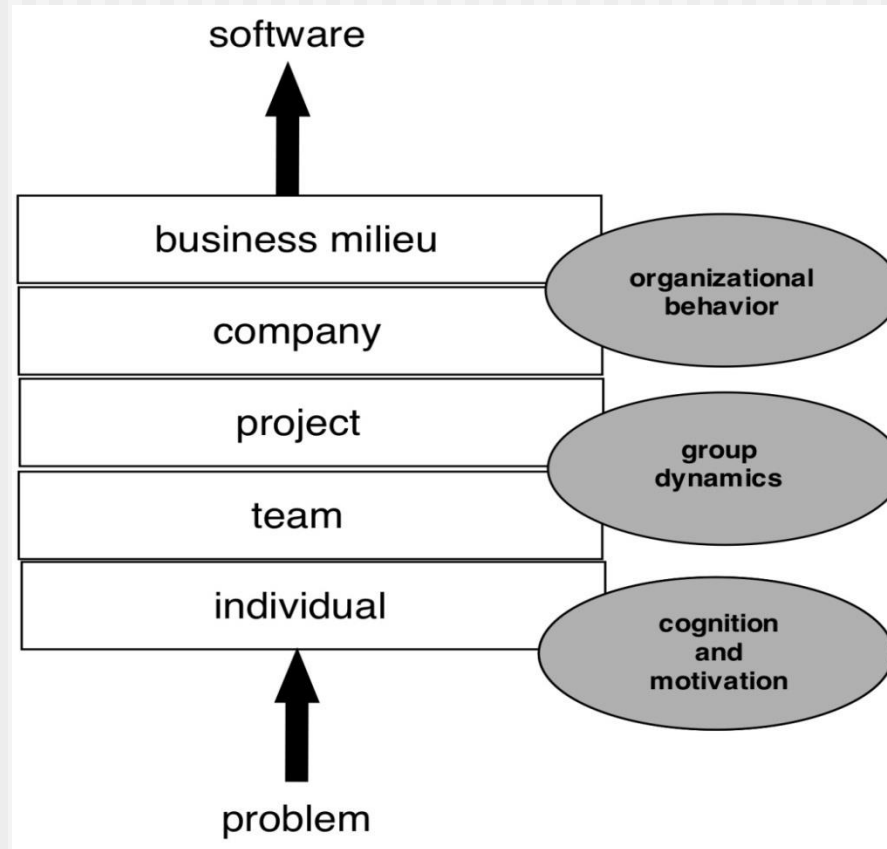 software
business milieu
organizational
behavior
company
project
group
dynamics
team
individual
cognition
and
motivation
problem